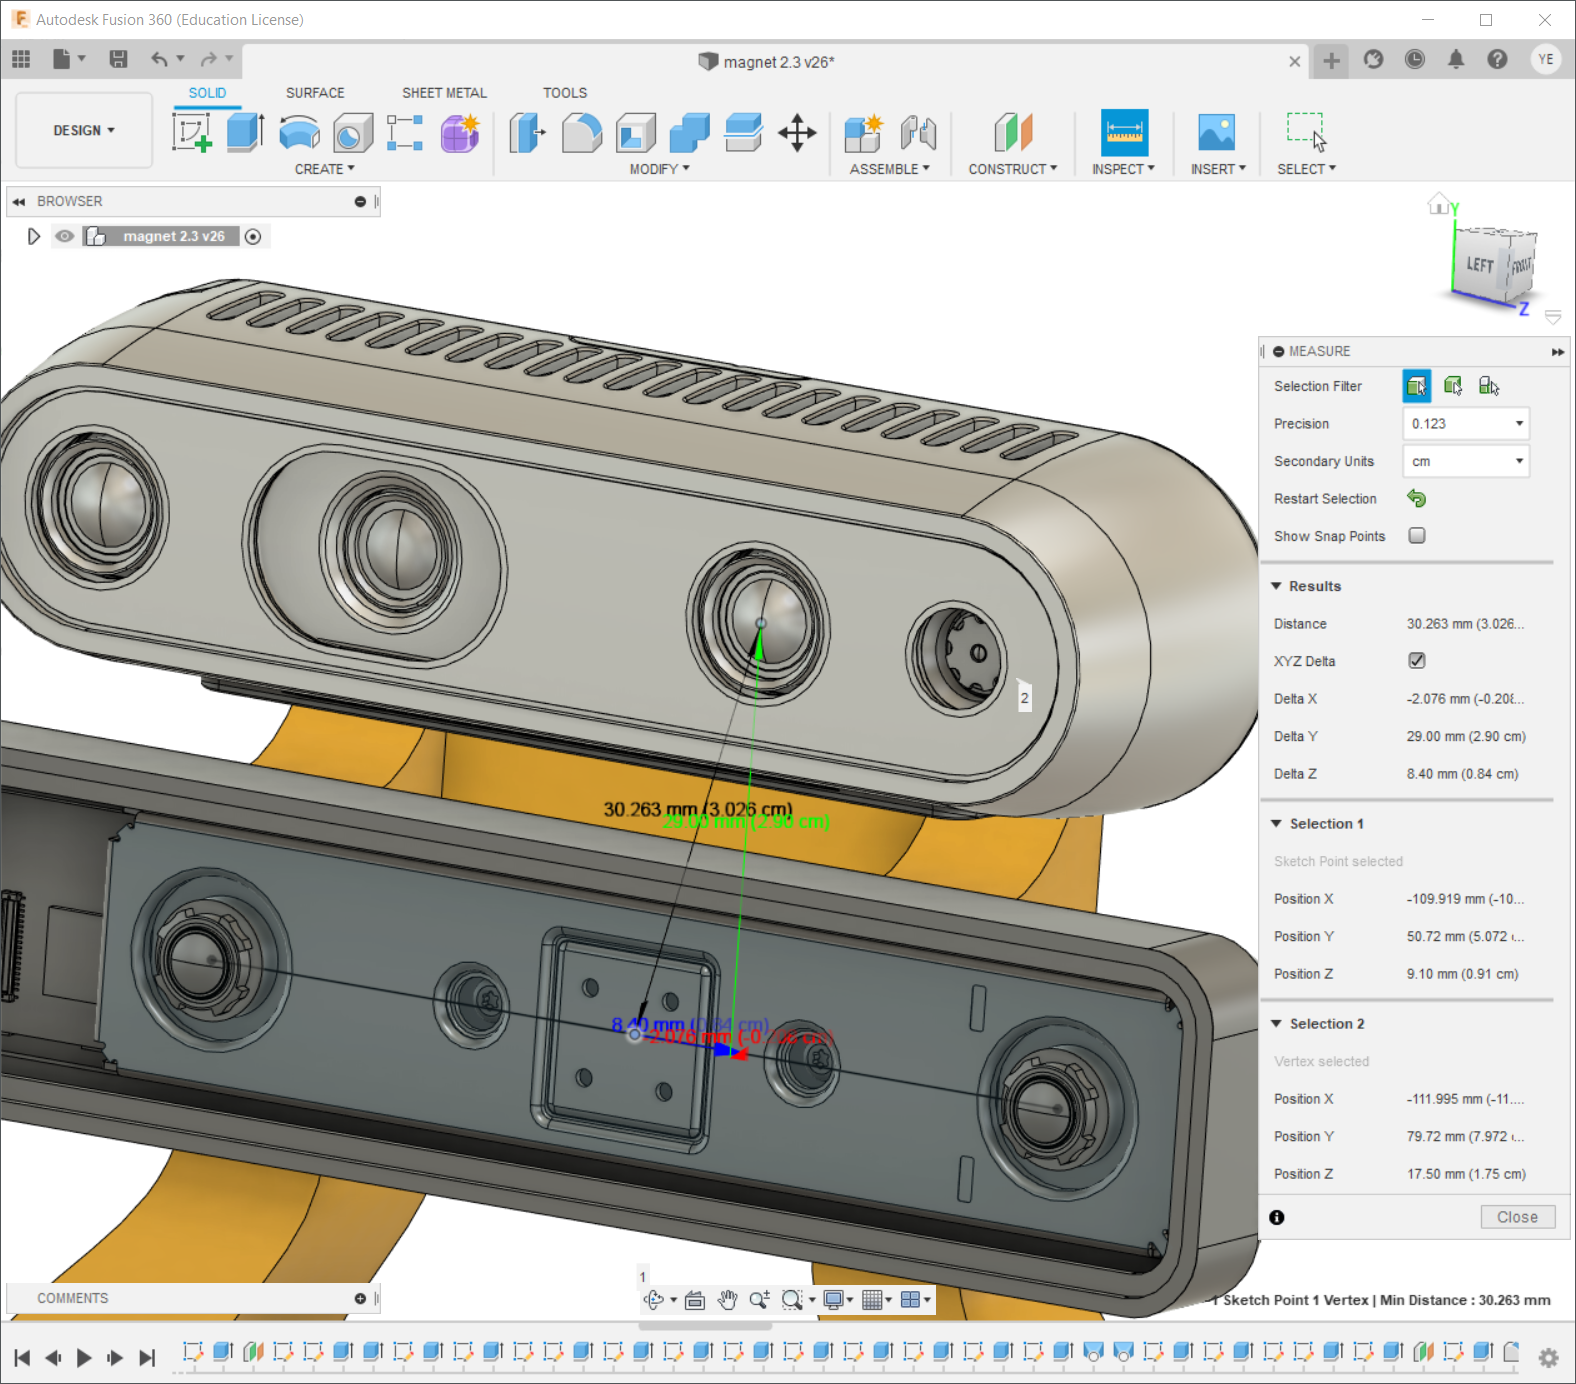 Autodesk Fusion 360 (Education License)
magnet 2.3 v26*
YE
SOLID SURFACE SHEET METAL TOOLS
DESIGN
CREATE MODIFY ASSEMBLE CONSTRUCT INSPECT INSERT SELECT
BROWSER
magnet 2.3 v26
Y
LEFT FRONT
Z
MEASURE
Selection Filter
Precision 0.123
Secondary Units cm
Restart Selection
Show Snap Points
Results
Distance 30.263 mm (3.026...
XYZ Delta
Delta X -2.076 mm (-0.208...
Delta Y 29.00 mm (2.90 cm)
Delta Z 8.40 mm (0.84 cm)
Selection 1
Sketch Point selected
Position X -109.919 mm (-10...
Position Y 50.72 mm (5.072 ...
Position Z 9.10 mm (0.91 cm)
Selection 2
Vertex selected
Position X -111.995 mm (-11....
Position Y 79.72 mm (7.972 ...
Position Z 17.50 mm (1.75 cm)
Close
2
30.263 mm (3.026 cm)
29.00 mm (2.90 cm)
8.40 mm (0.84 cm)
-2.076 mm (-0.208 cm)
1
COMMENTS
1 Sketch Point 1 Vertex | Min Distance : 30.263 mm